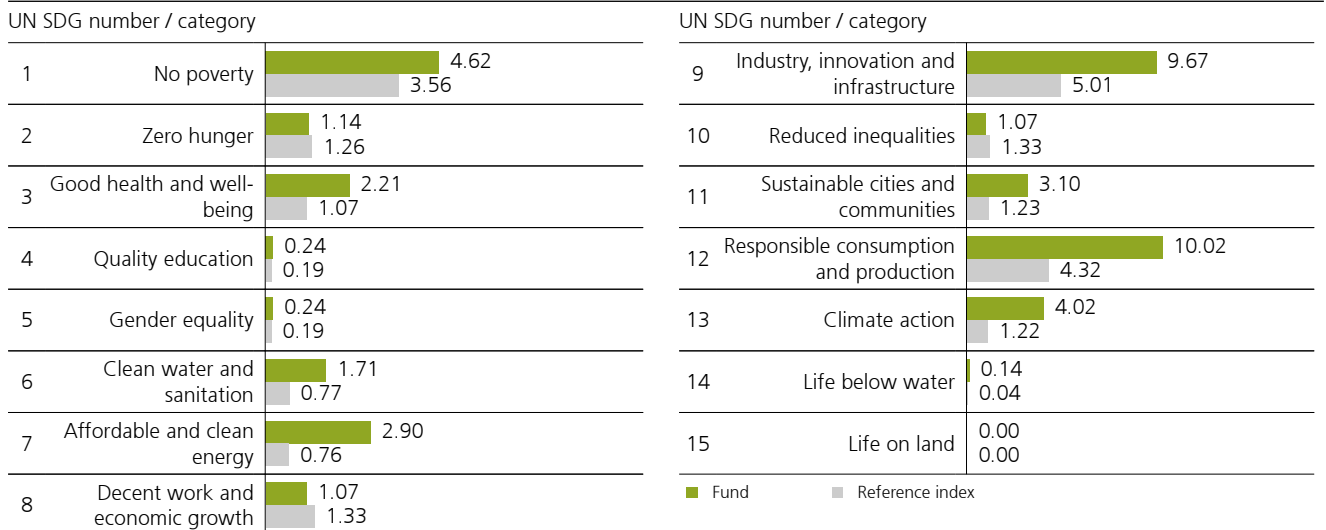 UN SDG number / category
1 No poverty 4.62
3.56
2 Zero hunger 1.14
1.26
3 Good health and well-
being 2.21
1.07
4 Quality education 0.24
0.19
5 Gender equality 0.24
0.19
6 Clean water and
sanitation 1.71
0.77
7 Affordable and clean
energy 2.90
0.76
8 Decent work and
economic growth 1.07
1.33
UN SDG number / category
9 Industry, innovation and
infrastructure 9.67
5.01
10 Reduced inequalities 1.07
1.33
11 Sustainable cities and
communities 3.10
1.23
12 Responsible consumption
and production 10.02
4.32
13 Climate action 4.02
1.22
14 Life below water 0.14
0.04
15 Life on land 0.00
0.00
Fund Reference index